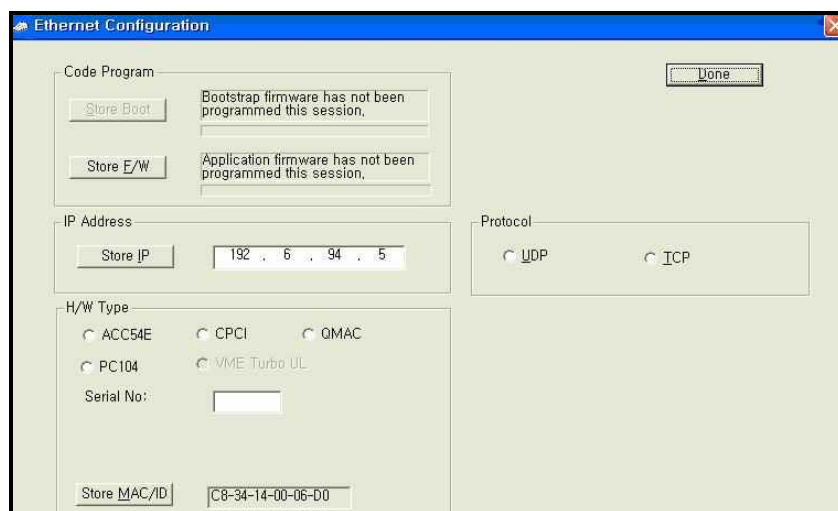 Ethernet Configuration
Code Program
Done
Store Boot
Bootstrap firmware has not been
programmed this session,
Store F/W
Application firmware has not been
programmed this session,
IP Address
Store IP
192 . 6 . 94 . 5
Protocol
UDP
TCP
H/W Type
ACC54E
CPCI
QMAC
PC104
VME Turbo UL
Serial No:
Store MAC/ID
C8-34-14-00-06-D0